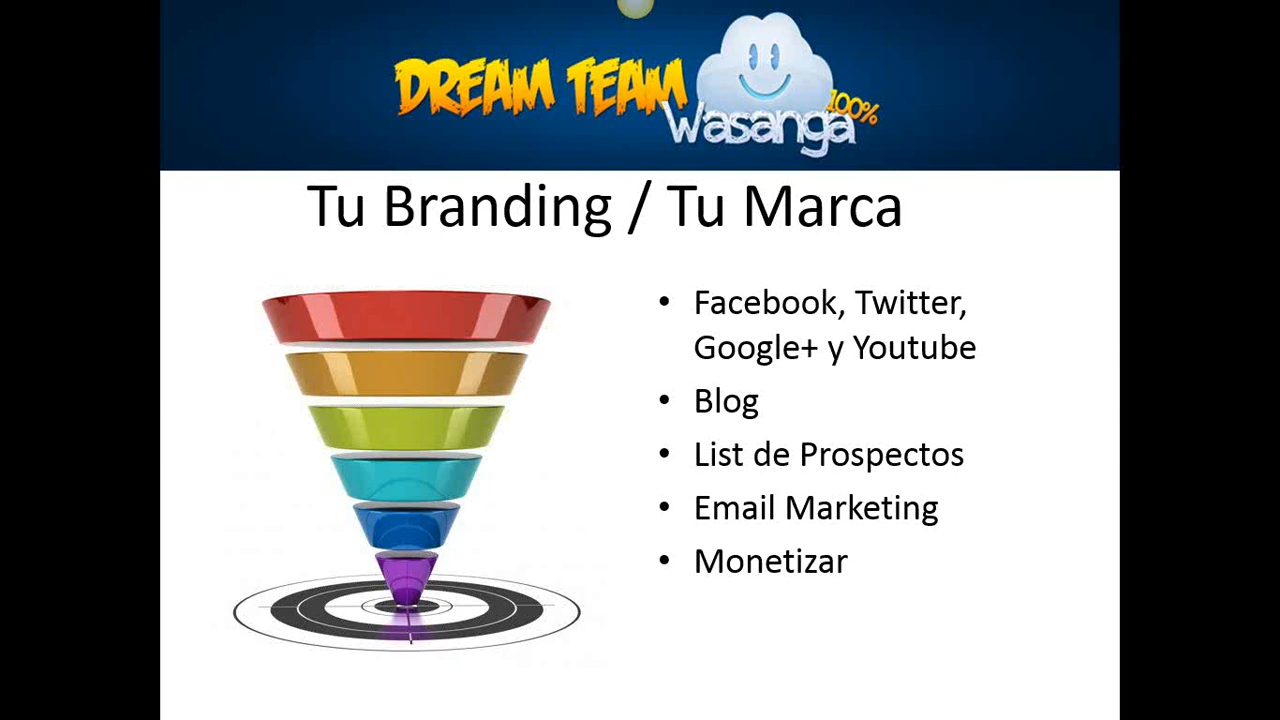 DREAM TEAM
Wasanga 100%
Tu Branding / Tu Marca
• Facebook, Twitter,
Google+ y Youtube
• Blog
• List de Prospectos
• Email Marketing
• Monetizar